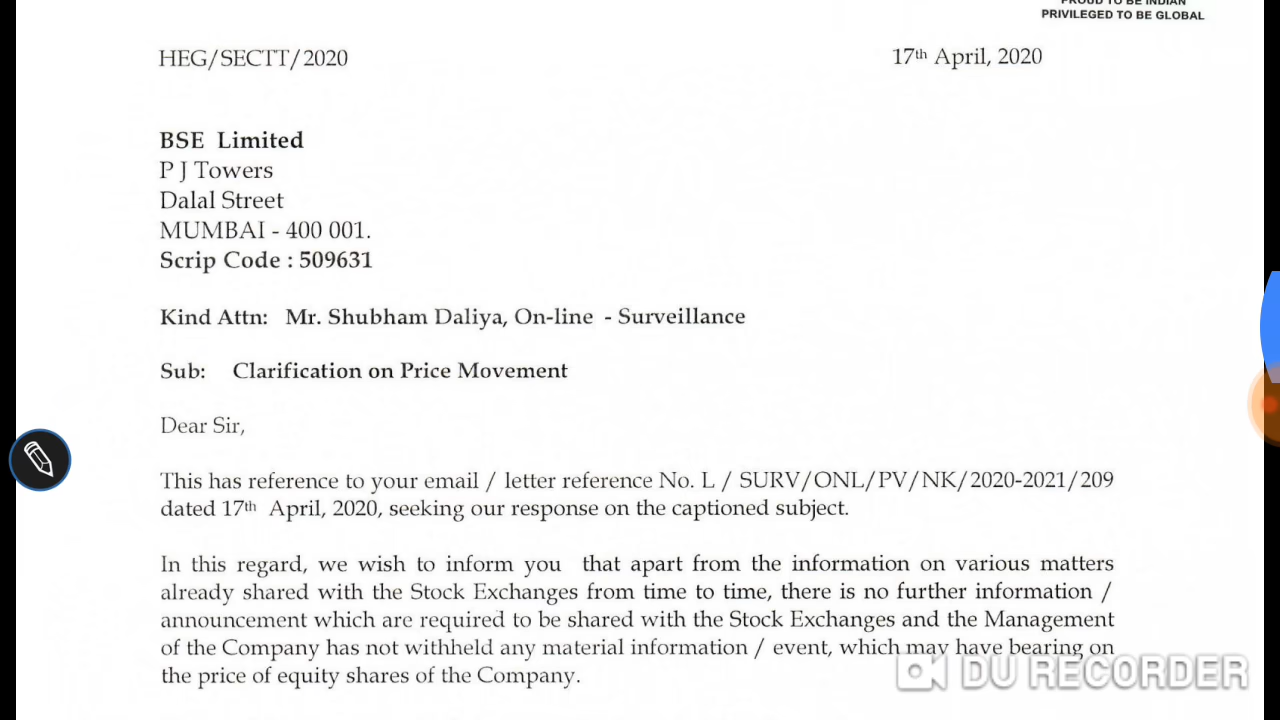 PROUD TO BE INDIAN
PRIVILEGED TO BE GLOBAL
HEG/SECTT/2020
17th April, 2020
BSE Limited
P J Towers
Dalal Street
MUMBAI - 400 001.
Scrip Code : 509631
Kind Attn: Mr. Shubham Daliya, On-line - Surveillance
Sub: Clarification on Price Movement
Dear Sir,
This has reference to your email / letter reference No. L / SURV/ONL/PV/NK/2020-2021/209
dated 17th April, 2020, seeking our response on the captioned subject.
In this regard, we wish to inform you that apart from the information on various matters
already shared with the Stock Exchanges from time to time, there is no further information /
announcement which are required to be shared with the Stock Exchanges and the Management
of the Company has not withheld any material information / event, which may have bearing on
the price of equity shares of the Company.
DU RECORDER